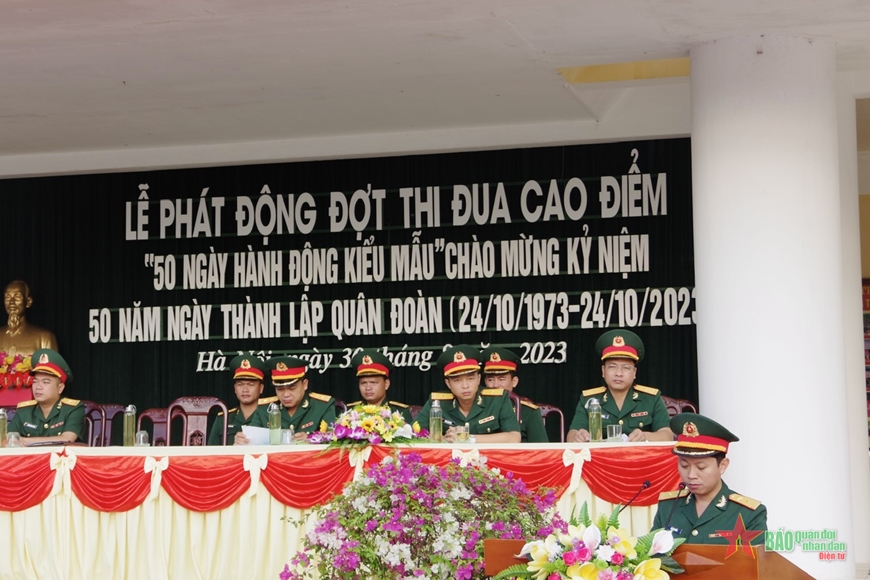 LỄ PHÁT ĐỘNG ĐỢT THI ĐUA CAO ĐIỂM
"50 NGÀY HÀNH ĐỘNG KIỂU MẪU" CHÀO MỪNG KỶ NIỆM
50 NĂM NGÀY THÀNH LẬP QUÂN ĐOÀN (24/10/1973-24/10/2023
Hà Nội, ngày 30 tháng 2023
BÁO quân đội nhân dân
Điện tử